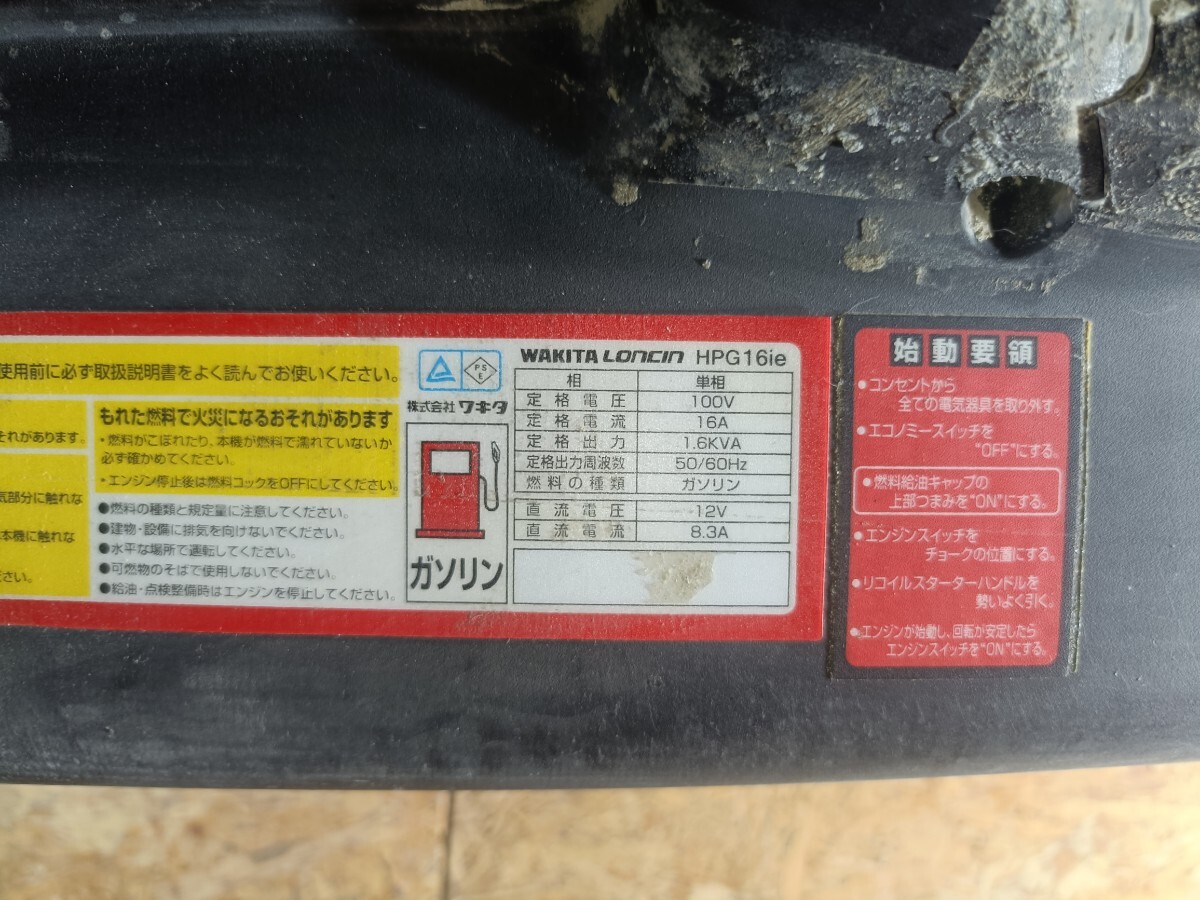 使用前に必ず取扱説明書をよく読んでお使いください。
それがあります。
気部分に触れな
本機に触れな
ださい。
もれた燃料で火災になるおそれがあります
・燃料がこぼれたり、本機が燃料で濡れていないか
必ず確かめてください。
・エンジン停止後は燃料コックをOFFにしてください。
●燃料の種類と規定量に注意してください。
●建物・設備に排気を向けないでください。
●水平な場所で運転してください。
●可燃物のそばで使用しないでください。
●給油・点検整備時はエンジンを停止してください。
PS
E
株式会社 ワキタ
ガソリン
WAKITA LONCIN HPG16ie
相 単相
定格電圧 100V
定格電流 16A
定格出力 1.6KVA
定格出力周波数 50/60Hz
燃料の種類 ガソリン
直流電圧 12V
直流電流 8.3A
始動要領
●コンセントから
全ての電気器具を取り外す。
●エコノミースイッチを
"OFF"にする。
●燃料給油キャップの
上部つまみを"ON"にする。
●エンジンスイッチを
チョークの位置にする。
●リコイルスターターハンドルを
勢いよく引く。
●エンジンが始動し、回転が安定したら
エンジンスイッチを"ON"にする。